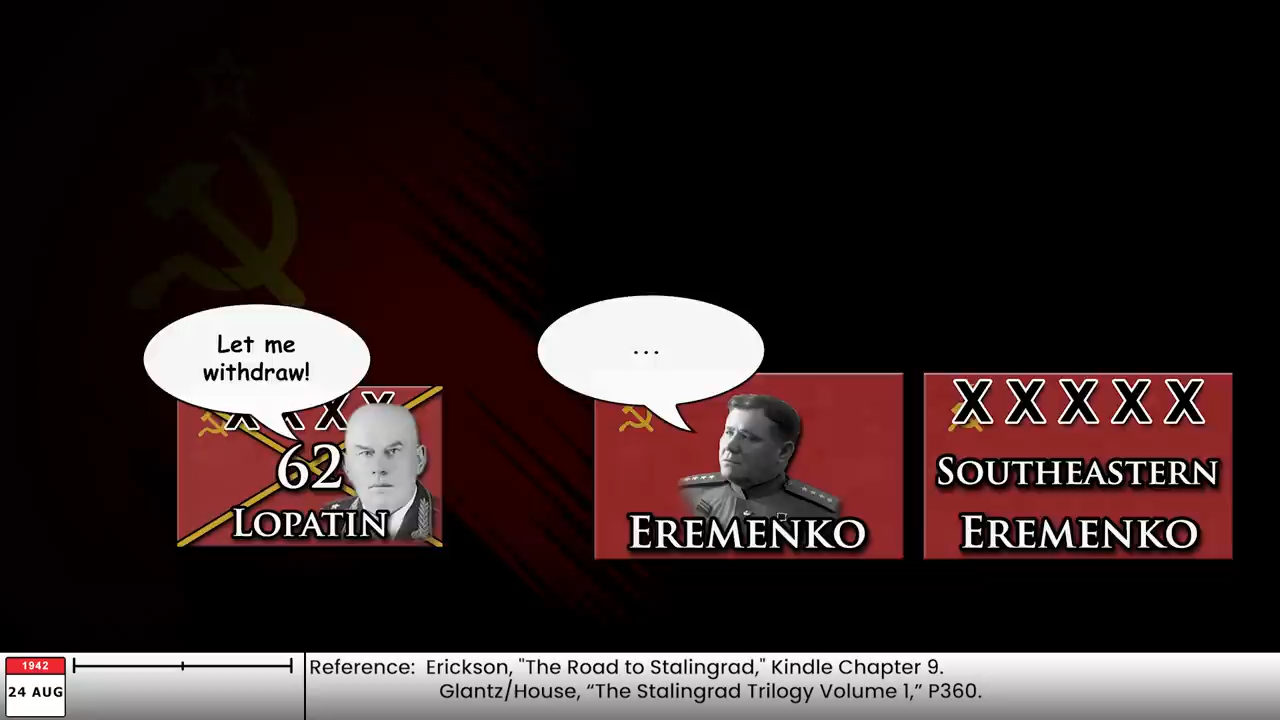 Let me
withdraw!
...
XXXX
62
LOPATIN
EREMENKO
XXXXX
SOUTHEASTERN
EREMENKO
1942
24 AUG
Reference: Erickson, "The Road to Stalingrad," Kindle Chapter 9.
Glantz/House, “The Stalingrad Trilogy Volume 1,” P360.